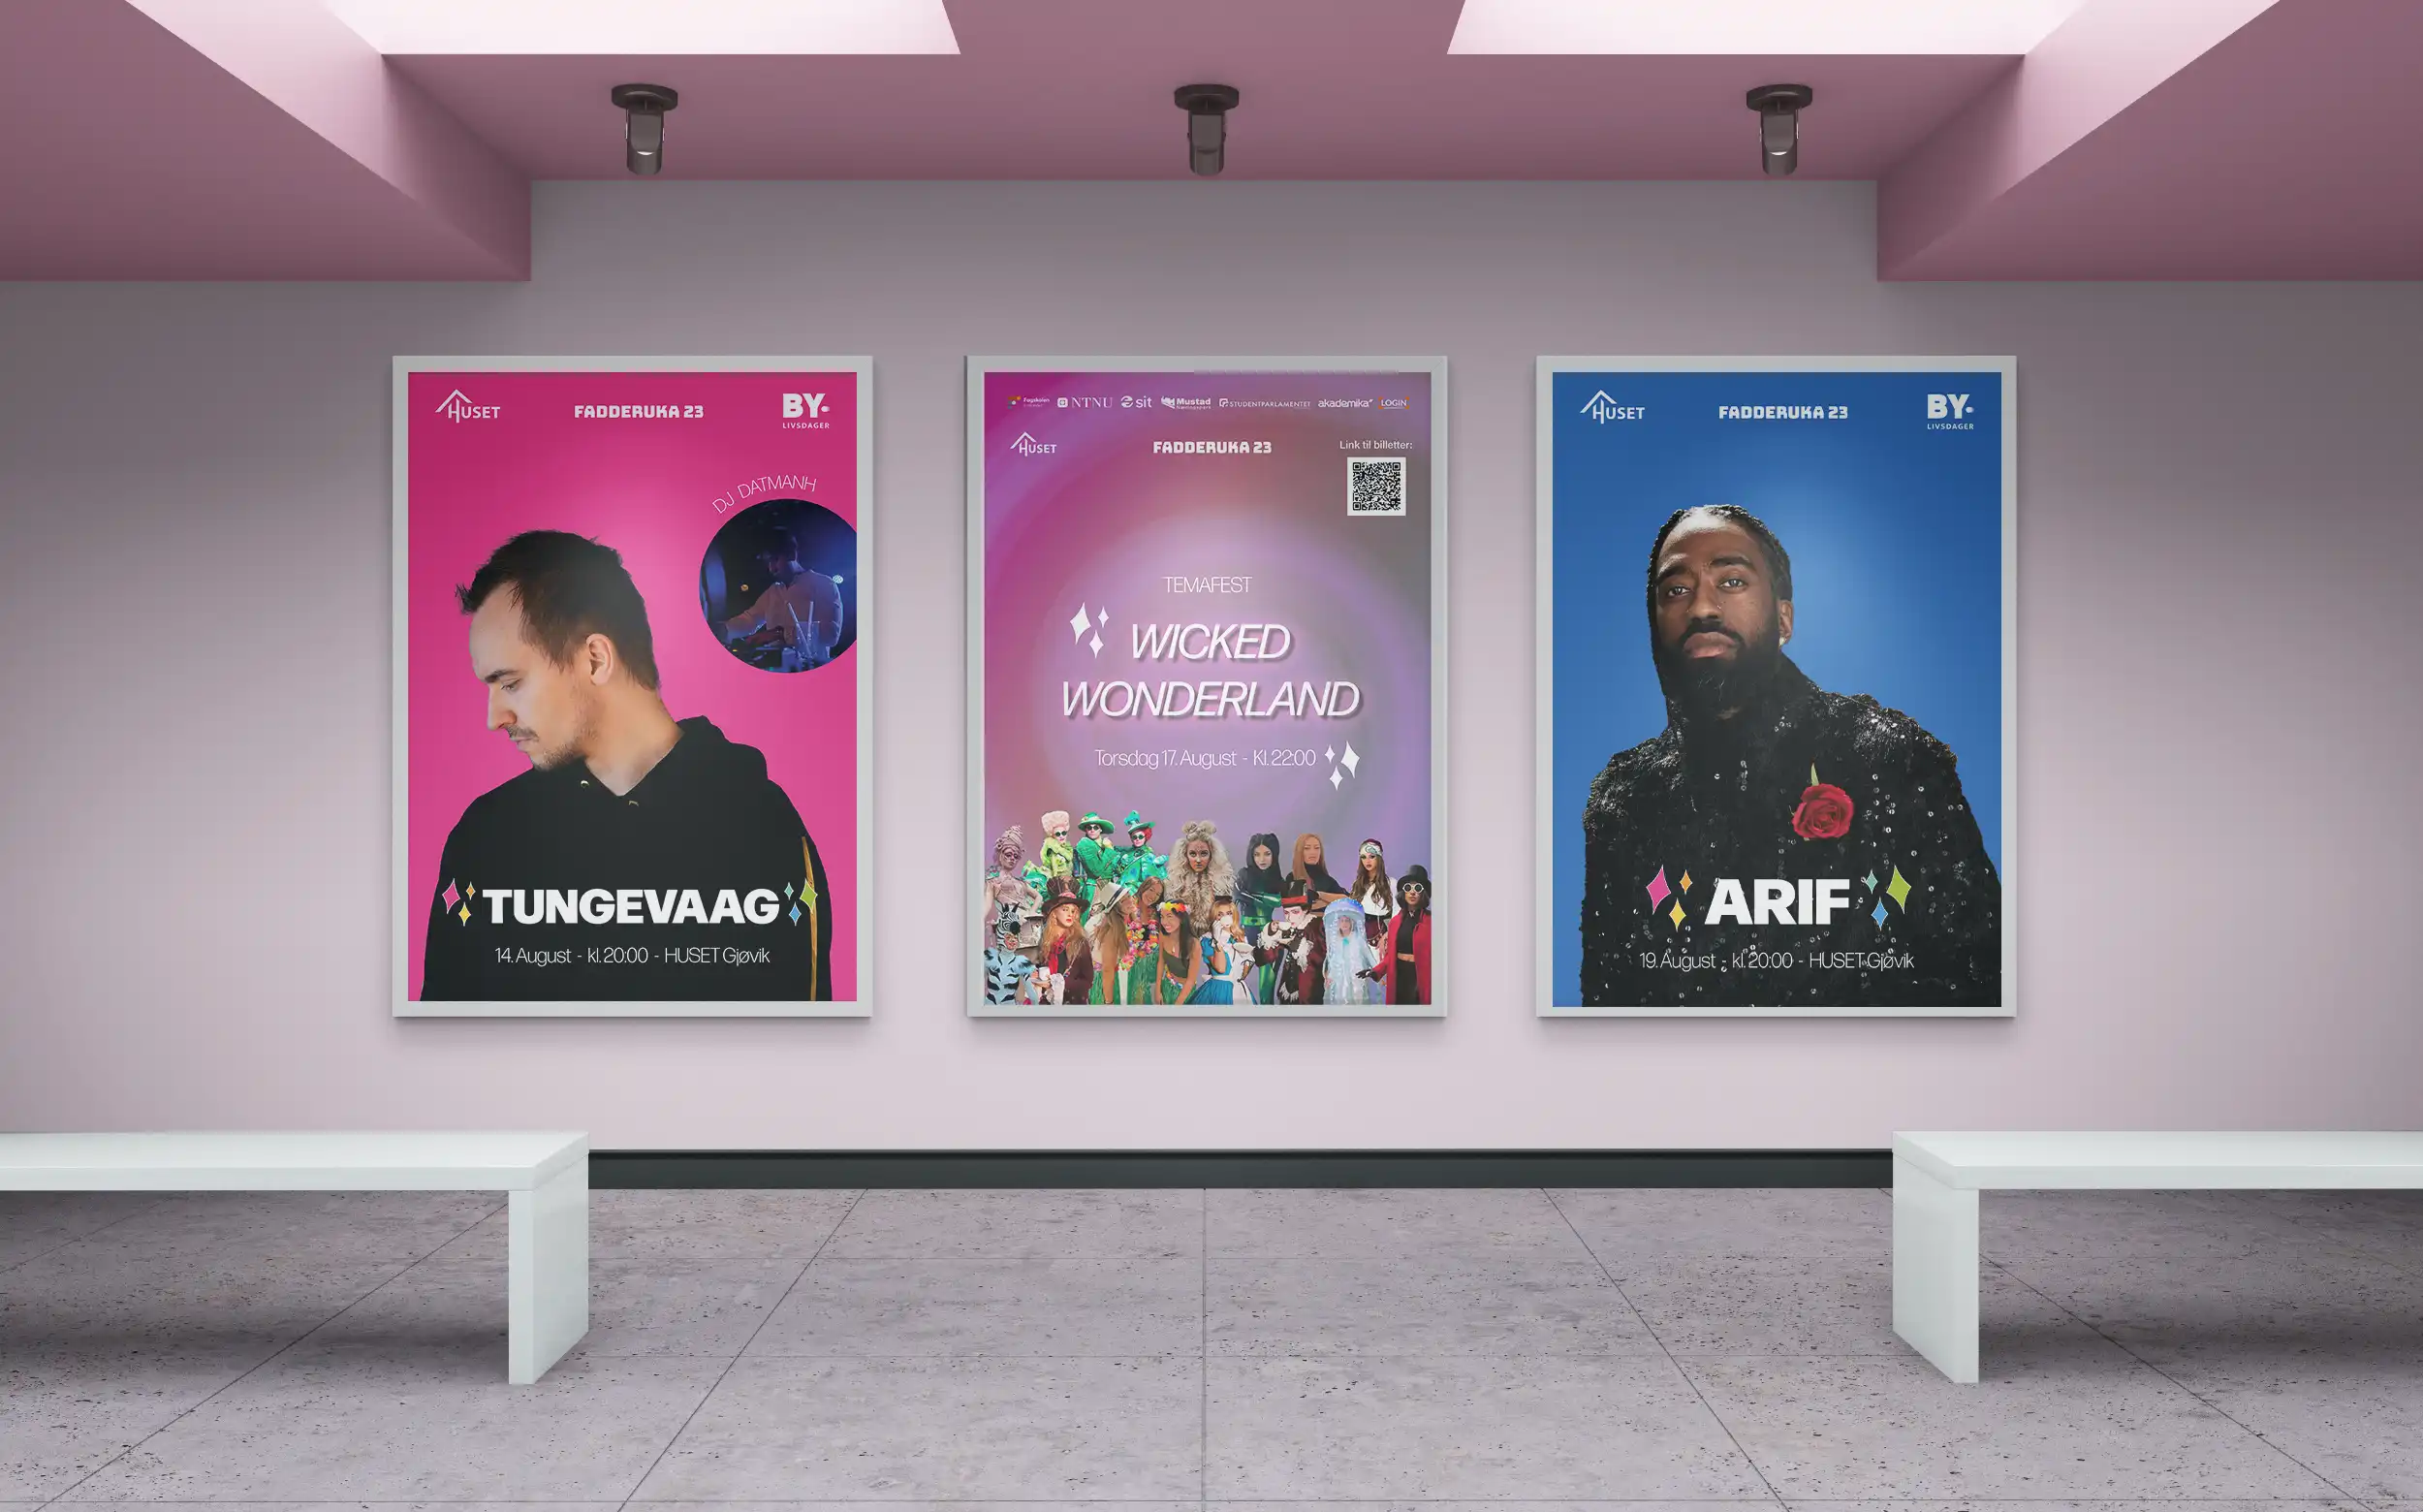 HUSET
FADDERUKA 23
BY-
LIVSDAGER
DJ DATMANH
TUNGEVAAG
14. August - kl. 20:00 - HUSET Gjøvik
Fagskolen
NTNU
sit
Mustad
STUDENTPARLAMENTET
akademika
LOGIN
HUSET
FADDERUKA 23
Link til billetter:
TEMAFEST
WICKED
WONDERLAND
Torsdag 17. August - Kl. 22:00
HUSET
FADDERUKA 23
BY-
LIVSDAGER
ARIF
19. August - kl. 20:00 - HUSET Gjøvik